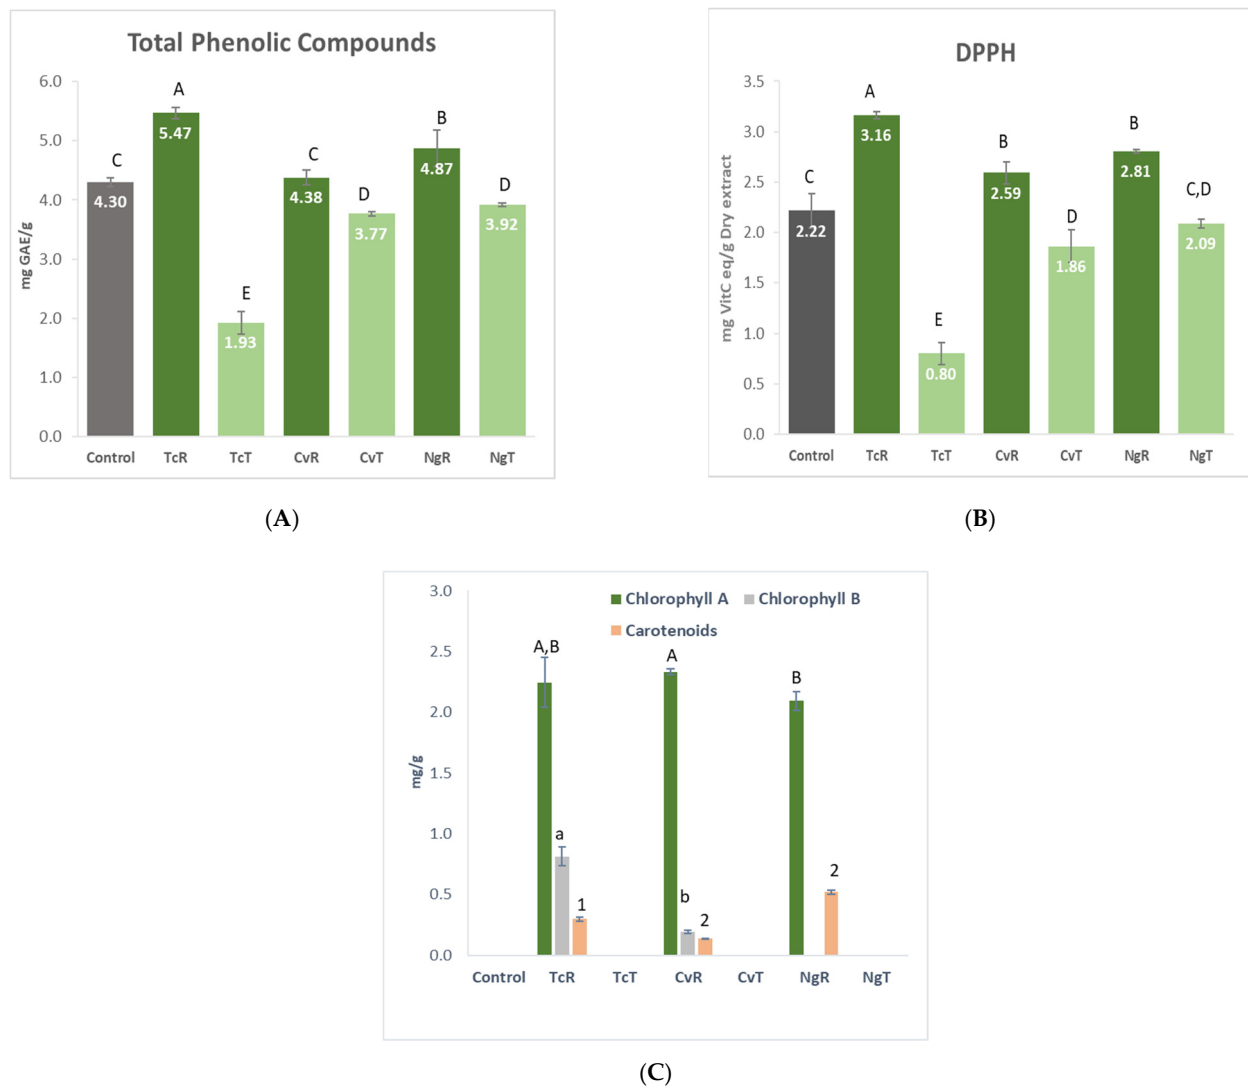 Total Phenolic Compounds
mg GAE/g
6.0
5.0
4.0
3.0
2.0
1.0
0.0
C
A
E
C
D
B
D
4.30
5.47
1.93
4.38
3.77
4.87
3.92
Control TcR TcT CvR CvT NgR NgT
(A)
DPPH
mg VitC eq/g Dry extract
3.5
3.0
2.5
2.0
1.5
1.0
0.5
0.0
C
A
E
B
D
B
C,D
2.22
3.16
0.80
2.59
1.86
2.81
2.09
Control TcR TcT CvR CvT NgR NgT
(B)
Chlorophyll A Chlorophyll B
Carotenoids
mg/g
3.0
2.5
2.0
1.5
1.0
0.5
0.0
A,B
a
1
A
b
2
B
2
Control TcR TcT CvR CvT NgR NgT
(C)